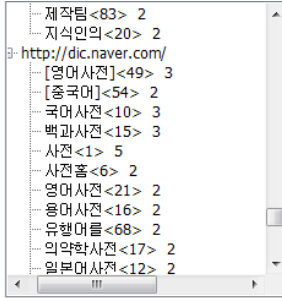 제작팀<83> 2
지식인의<20> 2
http://dic.naver.com/
[영어사전]<49> 3
[중국어]<54> 2
국어사전<10> 3
백과사전<15> 3
사전<1> 5
사전홈<6> 2
영어사전<21> 2
용어사전<16> 2
유행어를<68> 2
의약학사전<17> 2
일본어사전<12> 2